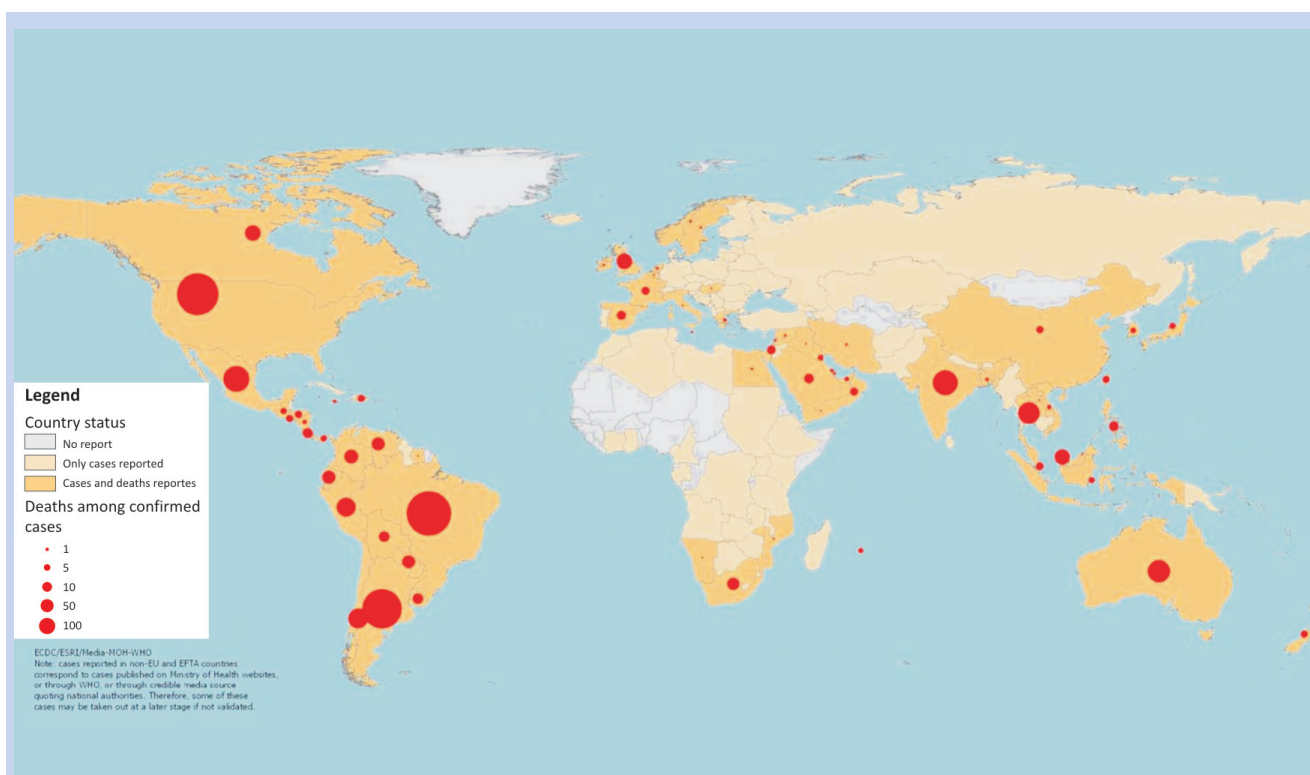 Legend
Country status
No report
Only cases reported
Cases and deaths reportes
Deaths among confirmed
cases
1
5
10
50
100
ECDC/ESRI/Media-MOH-WHO
Note: cases reported in non-EU and EFTA countries
correspond to cases published on Ministry of Health websites,
or through WHO, or through credible media source
quoting national authorities. Therefore, some of these
cases may be taken out at a later stage if not validated.